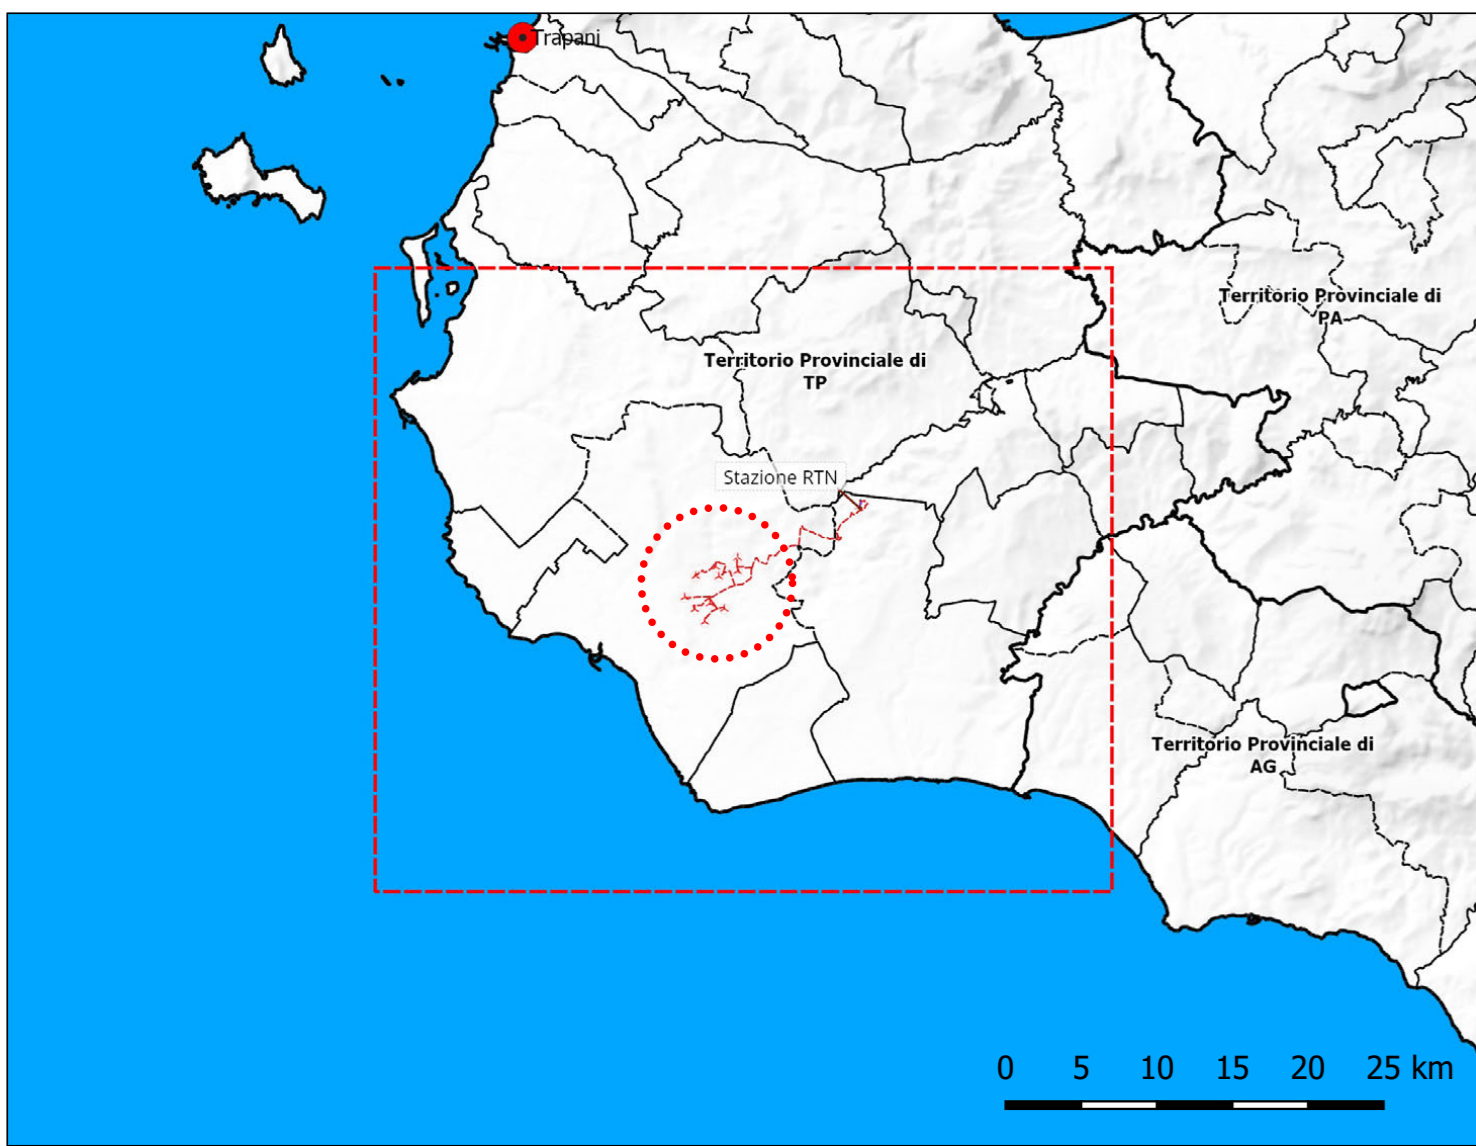 Trapani
Territorio Provinciale di
PA
Territorio Provinciale di
TP
Stazione RTN
Territorio Provinciale di
AG
0 5 10 15 20 25 km